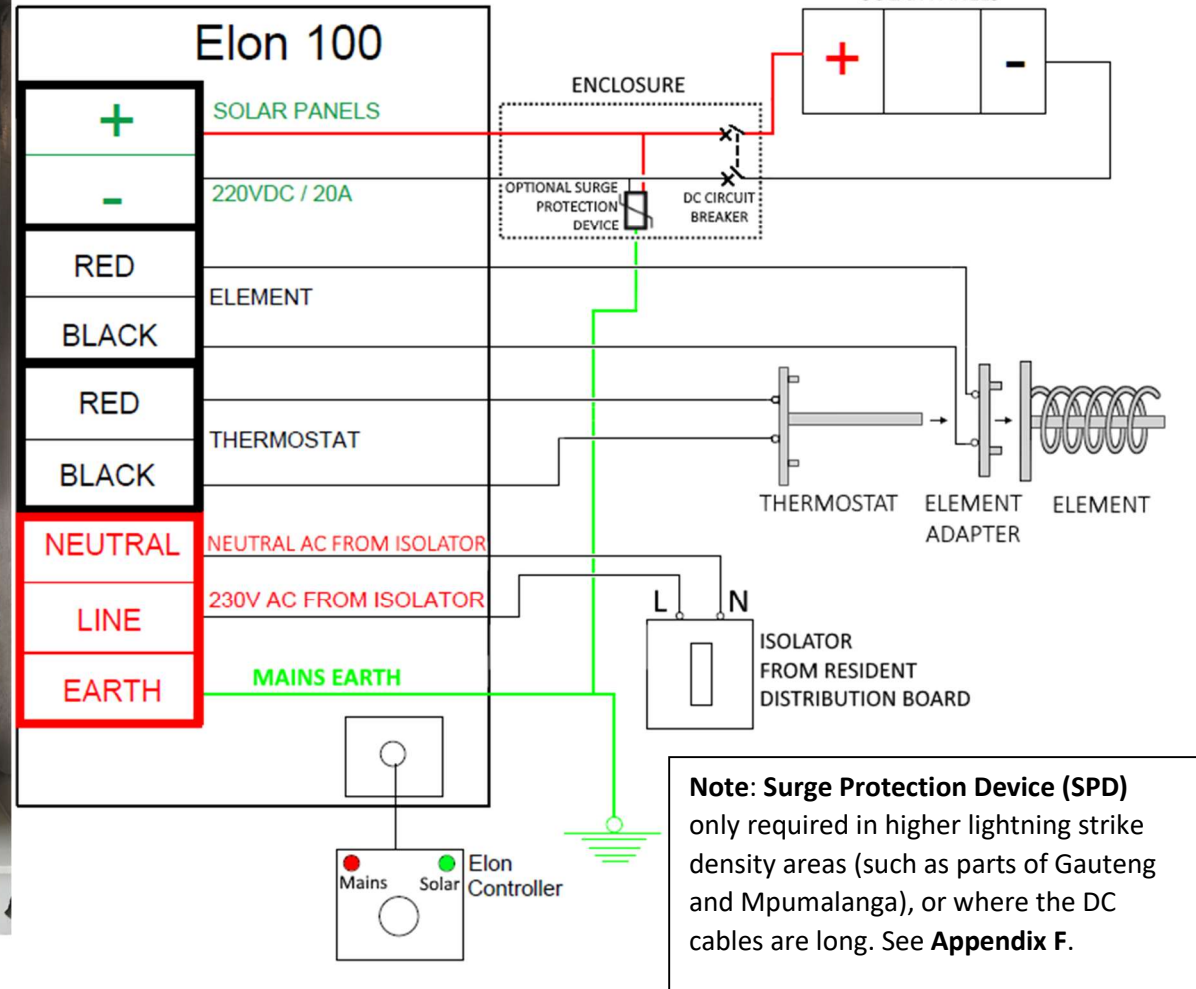 Elon 100
+
SOLAR PANELS
-
220VDC / 20A
RED
ELEMENT
BLACK
RED
THERMOSTAT
BLACK
NEUTRAL
NEUTRAL AC FROM ISOLATOR
LINE
230V AC FROM ISOLATOR
EARTH
MAINS EARTH
ENCLOSURE
OPTIONAL SURGE
PROTECTION
DEVICE
DC CIRCUIT
BREAKER
+
-
THERMOSTAT
ELEMENT
ADAPTER
ELEMENT
L
N
ISOLATOR
FROM RESIDENT
DISTRIBUTION BOARD
Mains
Solar
Elon
Controller
Note: Surge Protection Device (SPD)
only required in higher lightning strike
density areas (such as parts of Gauteng
and Mpumalanga), or where the DC
cables are long. See Appendix F.